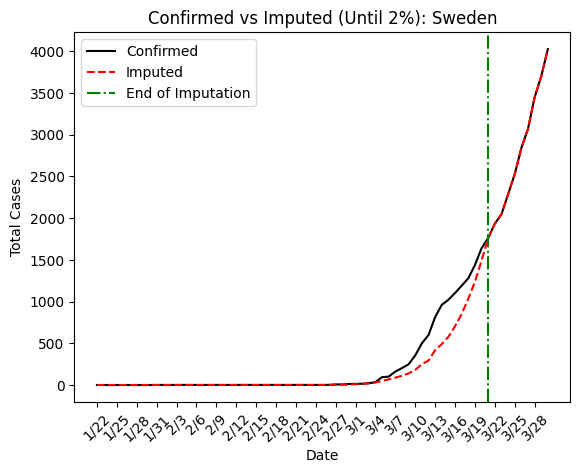 Confirmed vs Imputed (Until 2%): Sweden
Confirmed
Imputed
End of Imputation
4000
3500
3000
2500
2000
1500
1000
500
0
Total Cases
1/22 1/25 1/28 1/31 2/3 2/6 2/9 2/12 2/15 2/18 2/21 2/24 2/27 3/1 3/4 3/7 3/10 3/13 3/16 3/19 3/22 3/25 3/28
Date